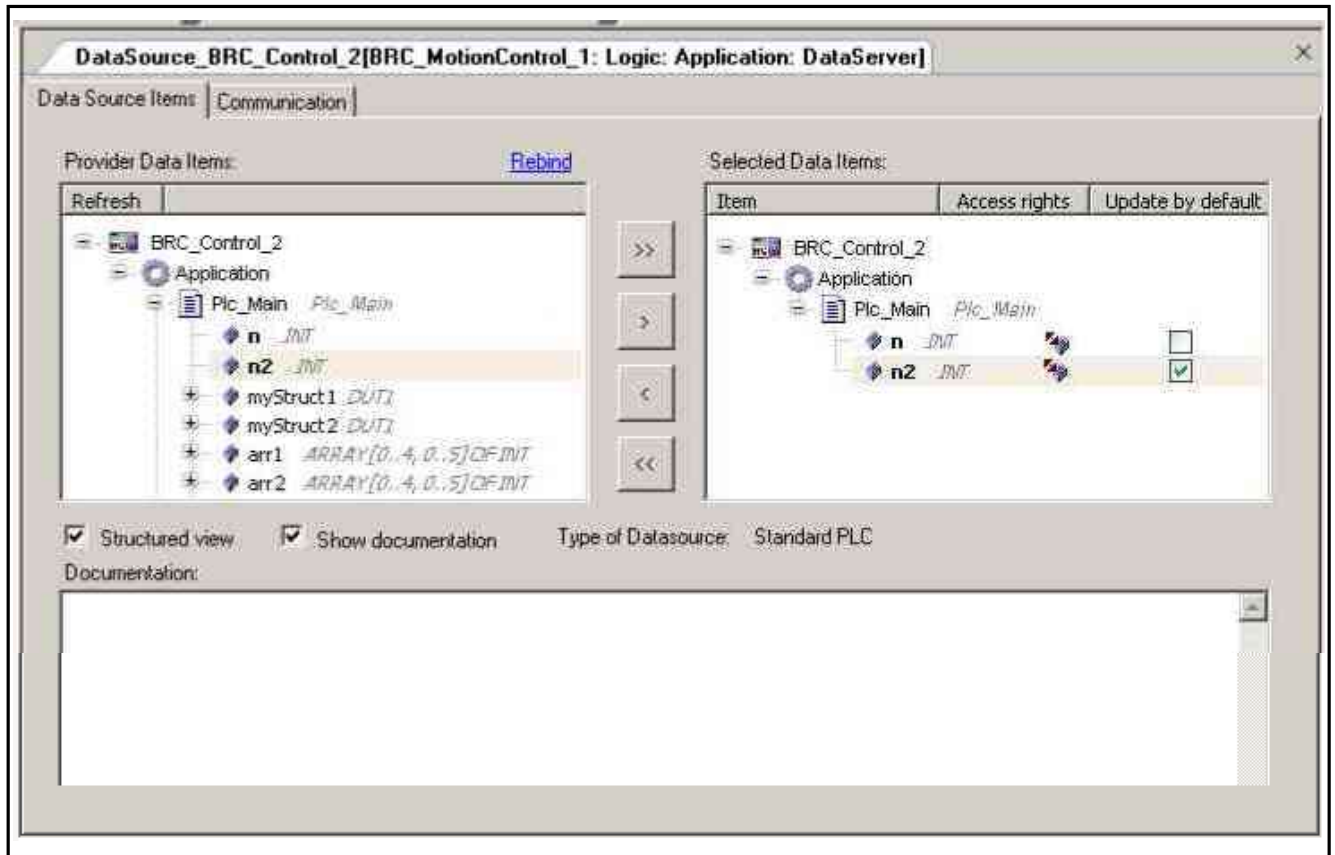 DataSource_BRC_Control_2[BRC_MotionControl_1: Logic: Application: DataServer]
Data Source Items Communication
Provider Data Items: Rebind
Refresh
BRC_Control_2
Application
Plc_Main Plc_Main
n INT
n2 INT
myStruct1 DUT1
myStruct2 DUT1
arr1 ARRAY[0..4, 0..5] OF INT
arr2 ARRAY[0..4, 0..5] OF INT
>>
>
<
<<
Selected Data Items:
Item Access rights Update by default
BRC_Control_2
Application
Plc_Main Plc_Main
n INT
n2 INT
Structured view Show documentation Type of Datasource: Standard PLC
Documentation: